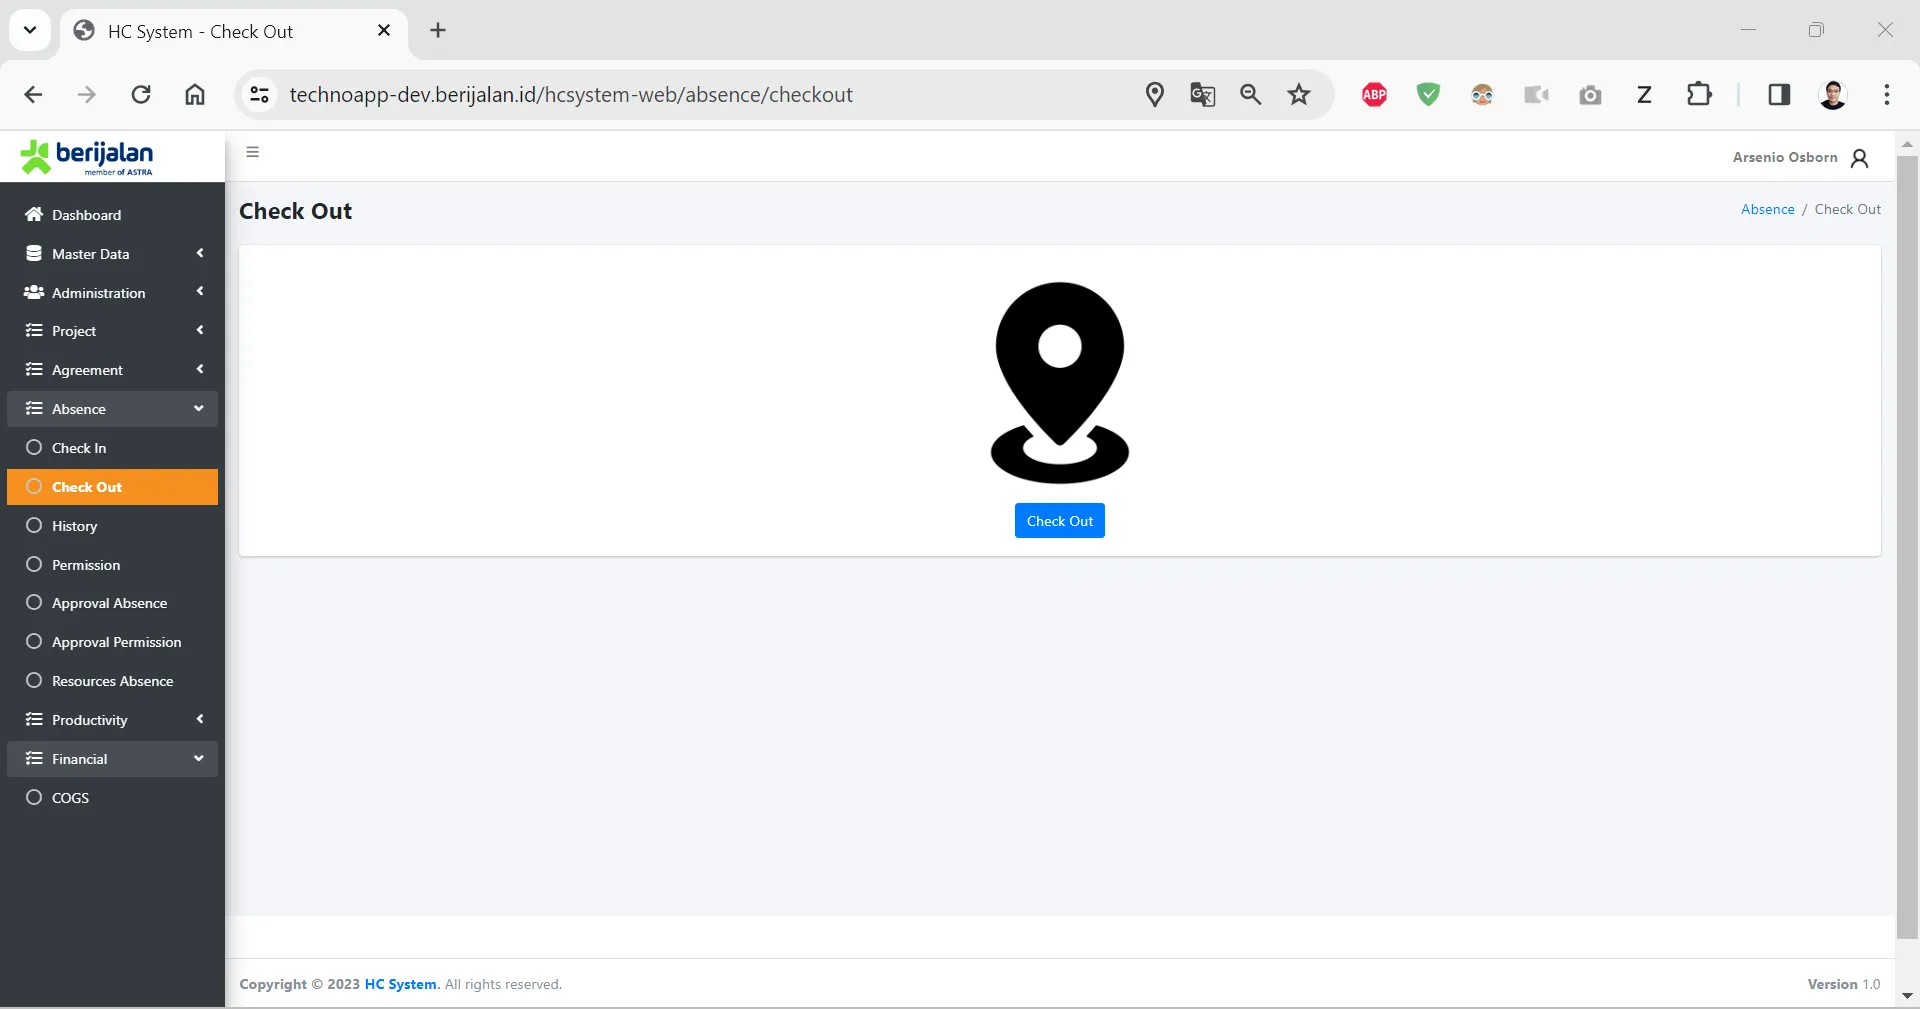 HC System - Check Out
technoapp-dev.berijalan.id/hcsystem-web/absence/checkout
ABP
Z
berijalan
member of ASTRA
Arsenio Osborn
Check Out
Absence / Check Out
Dashboard
Master Data
Administration
Project
Agreement
Absence
Check In
Check Out
History
Permission
Approval Absence
Approval Permission
Resources Absence
Productivity
Financial
COGS
Check Out
Copyright © 2023 HC System. All rights reserved.
Version 1.0